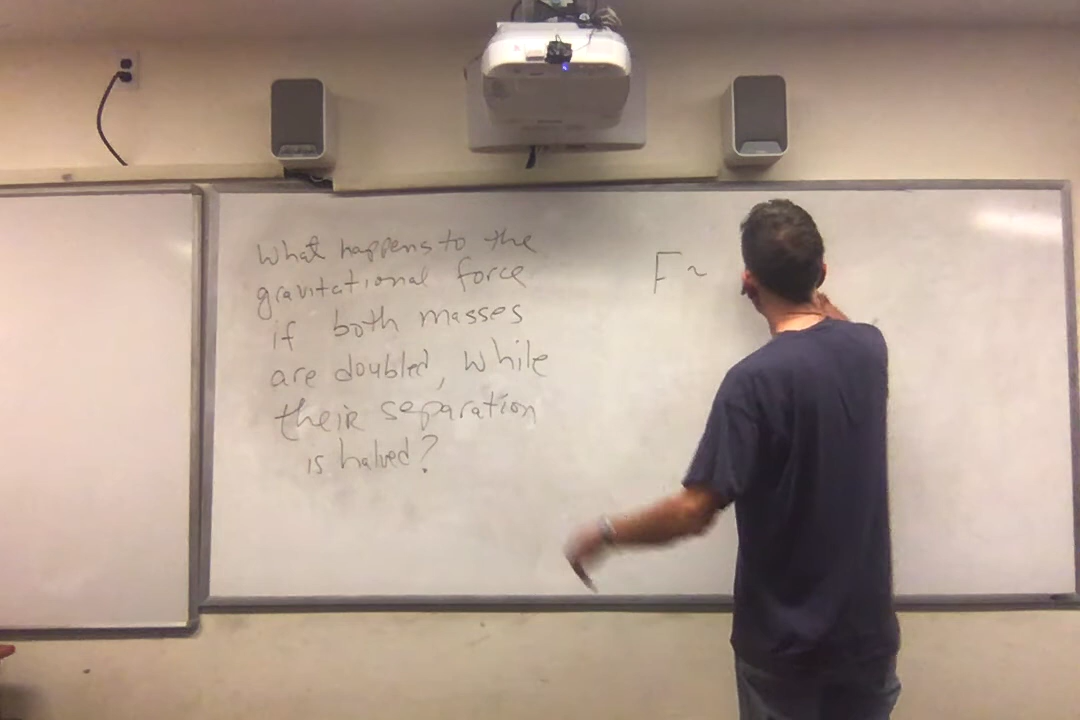 What happens to the
gravitational force
if both masses
are doubled, while
their separation
is halved?
F ~